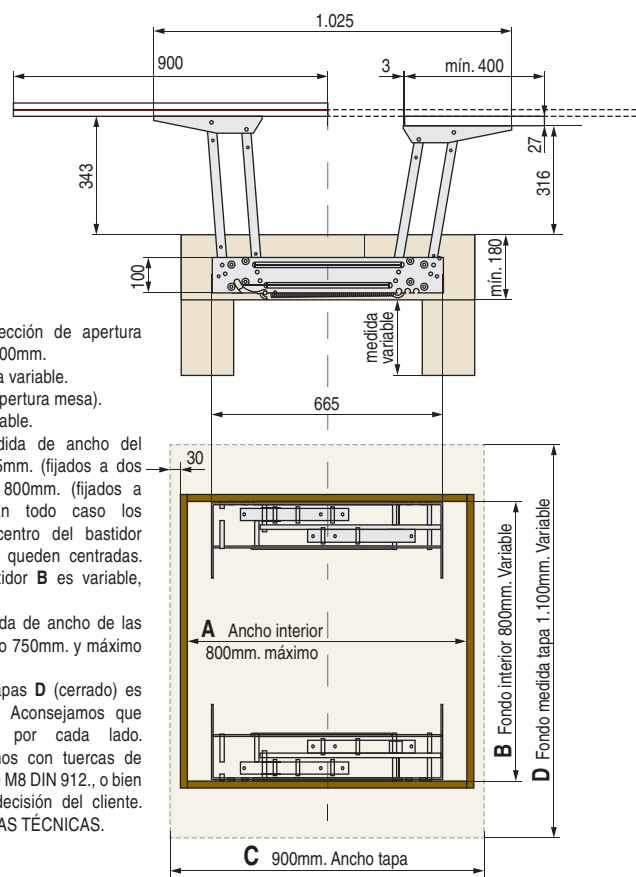 1.025
900
3
mín. 400
27
343
316
100
mín. 180
medida
variable
ección de apertura
00mm.
a variable.
pertura mesa).
able.
dida de ancho del
5mm. (fijados a dos
800mm. (fijados a
n todo caso los
centro del bastidor
queden centradas.
tidor B es variable,
da de ancho de las
o 750mm. y máximo
apas D (cerrado) es
Aconsejamos que
por cada lado.
nos con tuercas de
n M8 DIN 912., o bien
decisión del cliente.
AS TÉCNICAS.
665
30
A Ancho interior
800mm. máximo
B Fondo interior 800mm. Variable
D Fondo medida tapa 1.100mm. Variable
C 900mm. Ancho tapa